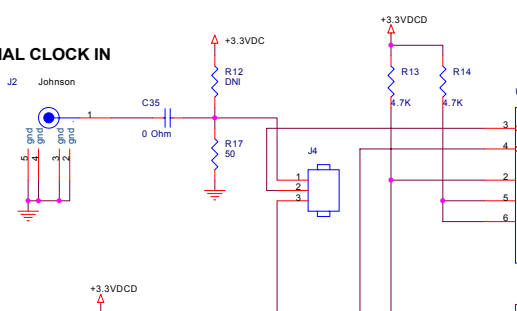 +3.3VDCD
+3.3VDC
NAL CLOCK IN
J2 Johnson
R12
DNI
R13
R14
C35
4.7K
4.7K
1
0 Ohm
gnd
gnd
gnd
gnd
R17
50
J4
3
4
5
4
3
2
1
2
3
2
5
6
+3.3VDCD